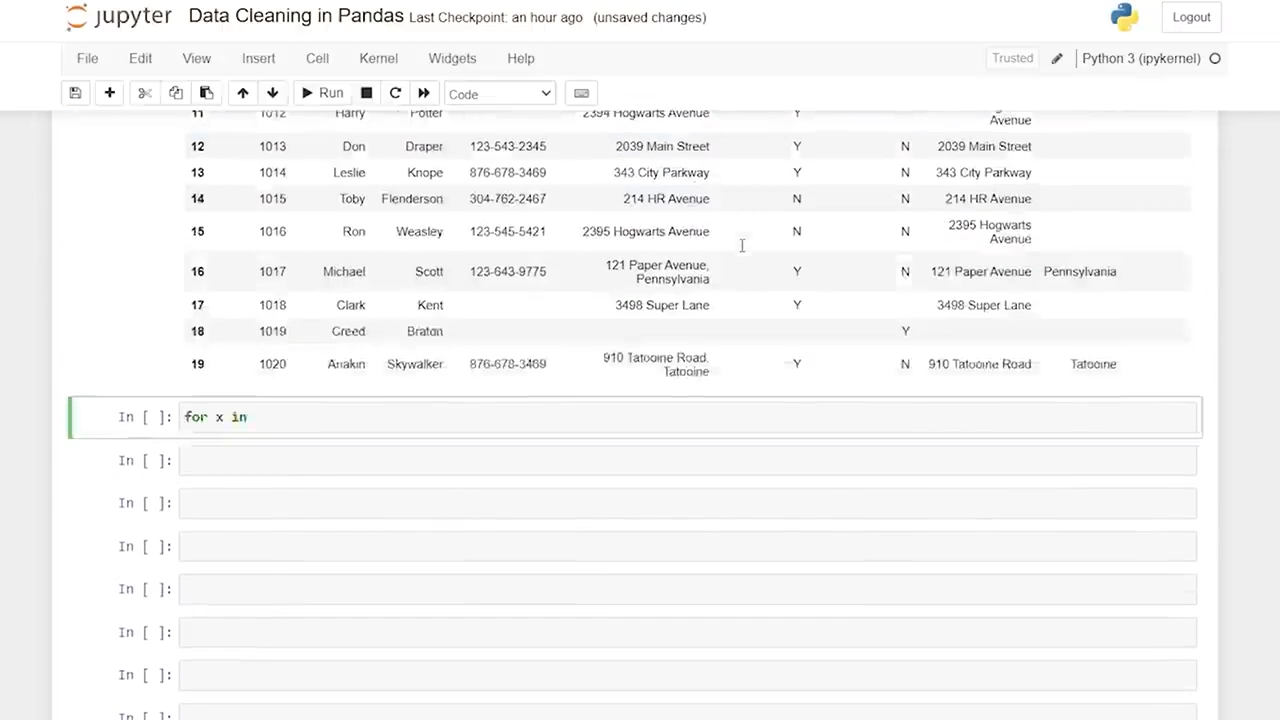 jupyter Data Cleaning in Pandas Last Checkpoint: an hour ago (unsaved changes) Logout
File Edit View Insert Cell Kernel Widgets Help Trusted Python 3 (ipykernel)
Run Code
11 1012 Harry Potter 2394 Hogwarts Avenue Y
Avenue
12 1013 Don Draper 123-543-2345 2039 Main Street Y N 2039 Main Street
13 1014 Leslie Knope 876-678-3469 343 City Parkway Y N 343 City Parkway
14 1015 Toby Flenderson 304-762-2467 214 HR Avenue N N 214 HR Avenue
15 1016 Ron Weasley 123-545-5421 2395 Hogwarts Avenue N N 2395 Hogwarts
Avenue
16 1017 Michael Scott 123-643-9775 121 Paper Avenue, Y N 121 Paper Avenue Pennsylvania
Pennsylvania
17 1018 Clark Kent 3498 Super Lane Y 3498 Super Lane
18 1019 Creed Braton Y
19 1020 Anakin Skywalker 876-678-3469 910 Tatooine Road, Y N 910 Tatooine Road Tatooine
Tatooine
In [ ]: for x in
In [ ]:
In [ ]:
In [ ]:
In [ ]:
In [ ]:
In [ ]:
In [ ]: